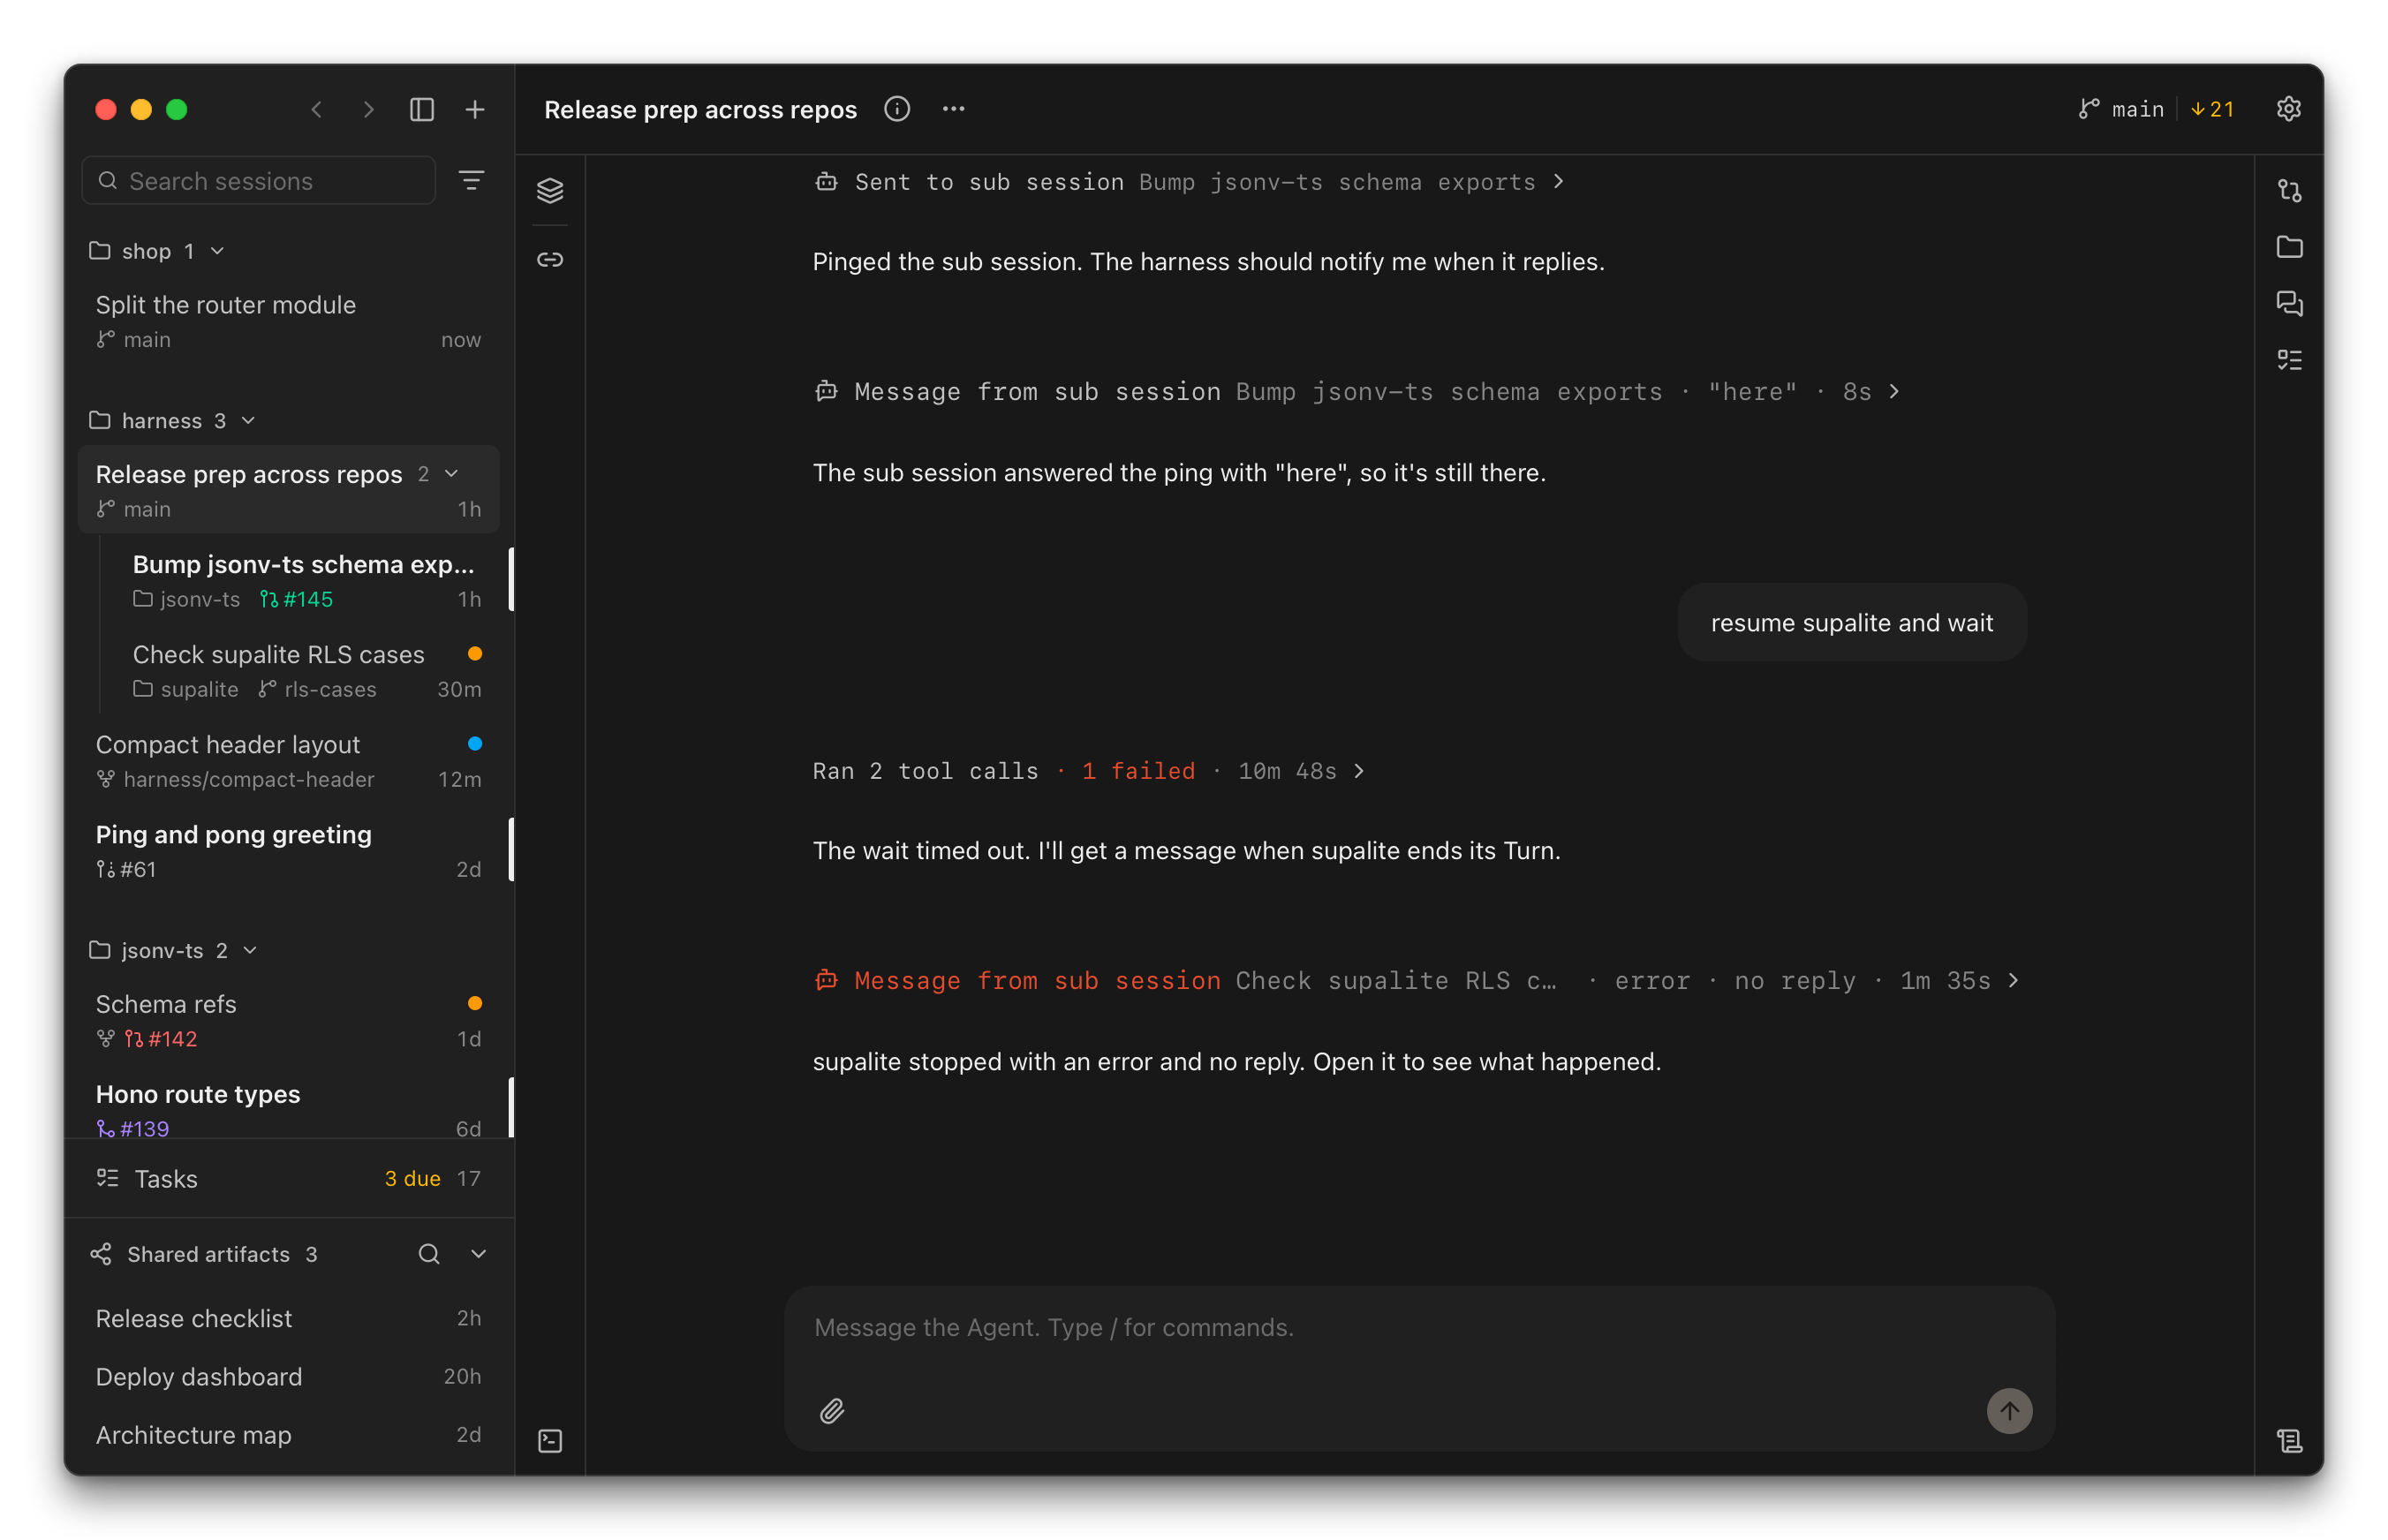 Release prep across repos
main
↓21
Search sessions
shop 1
Split the router module
main
now
harness 3
Release prep across repos 2
main
1h
Bump jsonv-ts schema exp...
jsonv-ts
#145
1h
Check supalite RLS cases
supalite
rls-cases
30m
Compact header layout
harness/compact-header
12m
Ping and pong greeting
#61
2d
jsonv-ts 2
Schema refs
#142
1d
Hono route types
#139
6d
Tasks
3 due 17
Shared artifacts 3
Release checklist
2h
Deploy dashboard
20h
Architecture map
2d
Sent to sub session Bump jsonv-ts schema exports
Pinged the sub session. The harness should notify me when it replies.
Message from sub session Bump jsonv-ts schema exports · "here" · 8s
The sub session answered the ping with "here", so it's still there.
resume supalite and wait
Ran 2 tool calls · 1 failed · 10m 48s
The wait timed out. I'll get a message when supalite ends its Turn.
Message from sub session Check supalite RLS c… · error · no reply · 1m 35s
supalite stopped with an error and no reply. Open it to see what happened.
Message the Agent. Type / for commands.